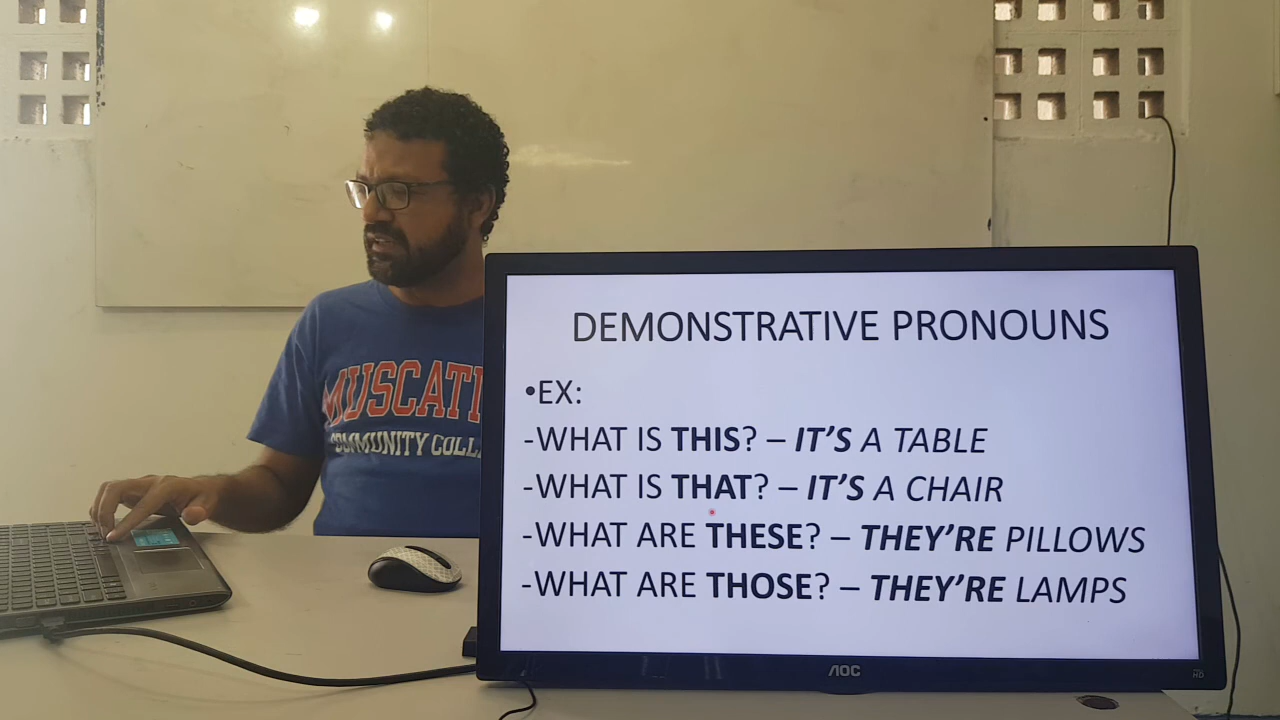 DEMONSTRATIVE PRONOUNS
•EX:
-WHAT IS THIS? – IT'S A TABLE
-WHAT IS THAT? – IT'S A CHAIR
-WHAT ARE THESE? – THEY'RE PILLOWS
-WHAT ARE THOSE? – THEY'RE LAMPS
MUSCATI
COMMUNITY COLL
AOC
HD